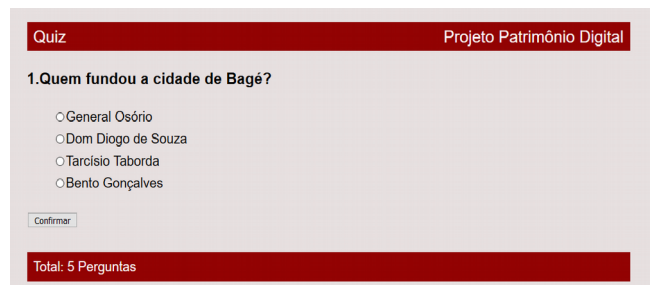 Quiz Projeto Patrimônio Digital
1.Quem fundou a cidade de Bagé?
General Osório
Dom Diogo de Souza
Tarcísio Taborda
Bento Gonçalves
Confirmar
Total: 5 Perguntas